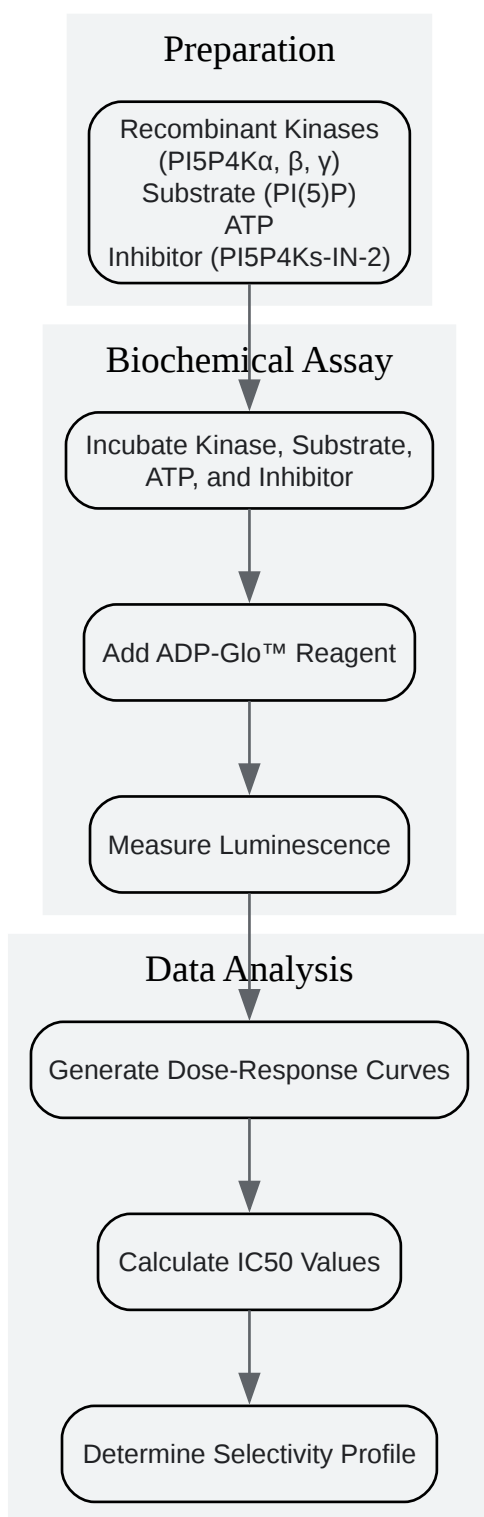 Preparation
Recombinant Kinases
(PI5P4Kα, β, γ)
Substrate (PI(5)P)
ATP
Inhibitor (PI5P4Ks-IN-2)
Biochemical Assay
Incubate Kinase, Substrate,
ATP, and Inhibitor
Add ADP-Glo™ Reagent
Measure Luminescence
Data Analysis
Generate Dose-Response Curves
Calculate IC50 Values
Determine Selectivity Profile